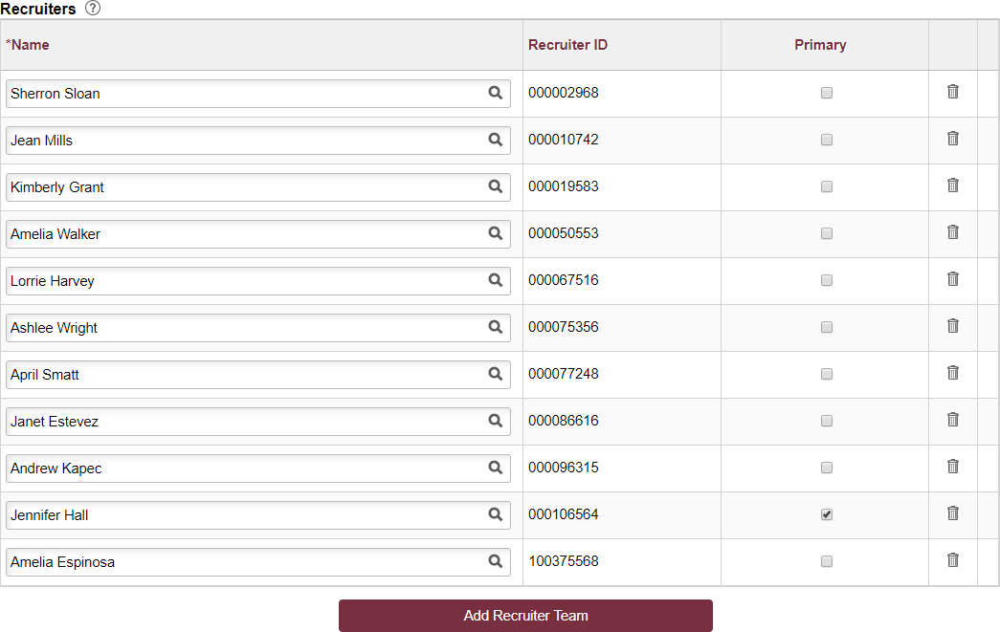 Recruiters ?
*Name Recruiter ID Primary
Sherron Sloan 000002968
Jean Mills 000010742
Kimberly Grant 000019583
Amelia Walker 000050553
Lorrie Harvey 000067516
Ashlee Wright 000075356
April Smatt 000077248
Janet Estevez 000086616
Andrew Kapec 000096315
Jennifer Hall 000106564
Amelia Espinosa 100375568
Add Recruiter Team